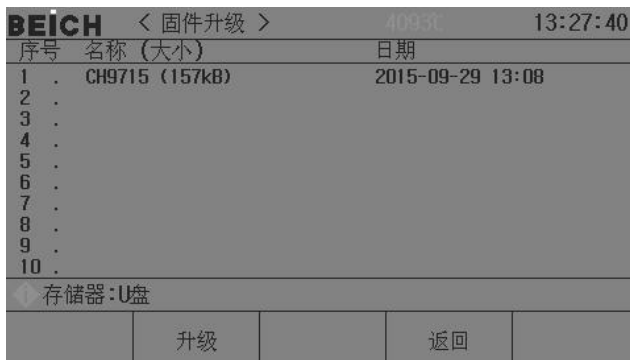 BEICH < 固件升级 > 4093℃ 13:27:40
序号 名称 (大小) 日期
1 . CH9715 (157kB) 2015-09-29 13:08
2 .
3 .
4 .
5 .
6 .
7 .
8 .
9 .
10 .
存储器:U盘
升级 返回